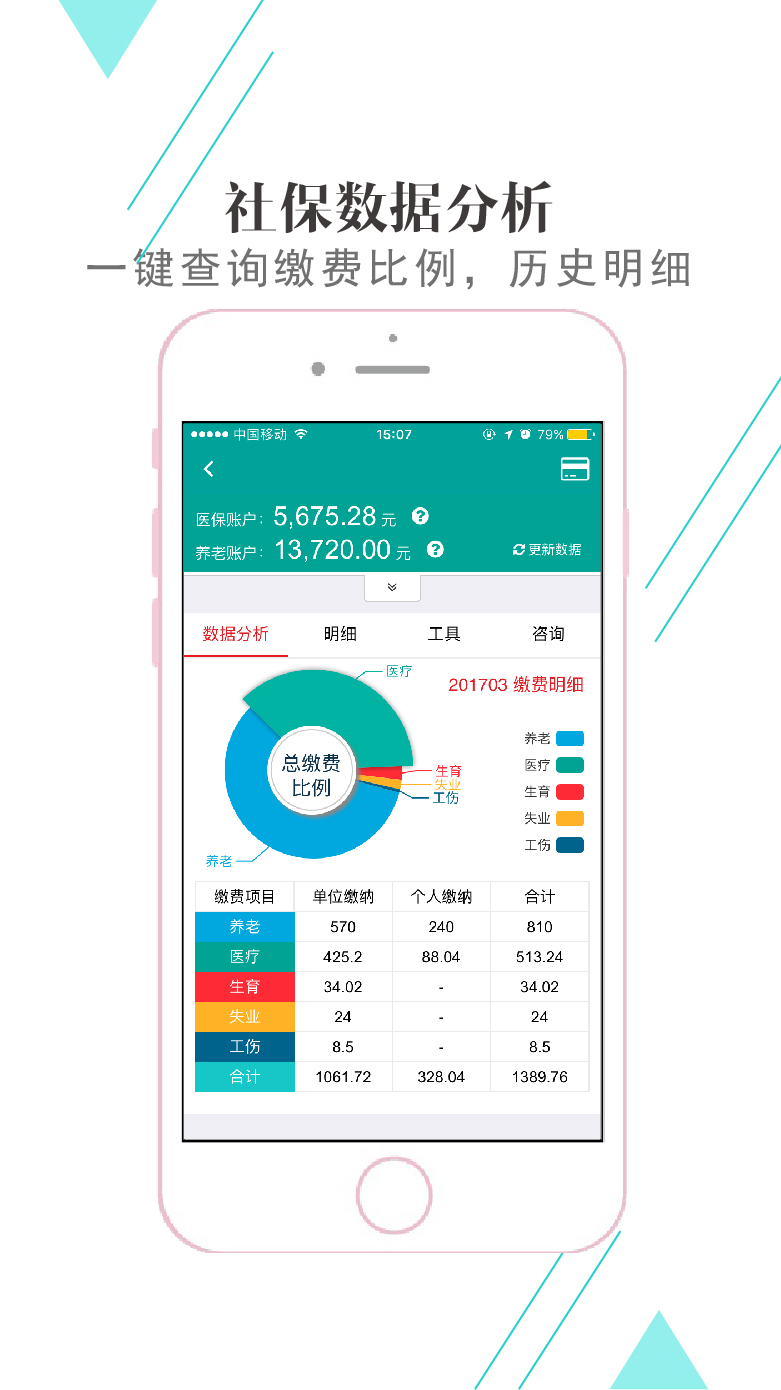 社保数据分析
一键查询缴费比例，历史明细
中国移动 15:07 79%
医保账户：5,675.28 元 ?
养老账户：13,720.00 元 ? 更新数据
数据分析 明细 工具 咨询
201703 缴费明细
医疗
生育
失业
工伤
养老
总缴费
比例
养老
医疗
生育
失业
工伤
缴费项目 单位缴纳 个人缴纳 合计
养老 570 240 810
医疗 425.2 88.04 513.24
生育 34.02 - 34.02
失业 24 - 24
工伤 8.5 - 8.5
合计 1061.72 328.04 1389.76